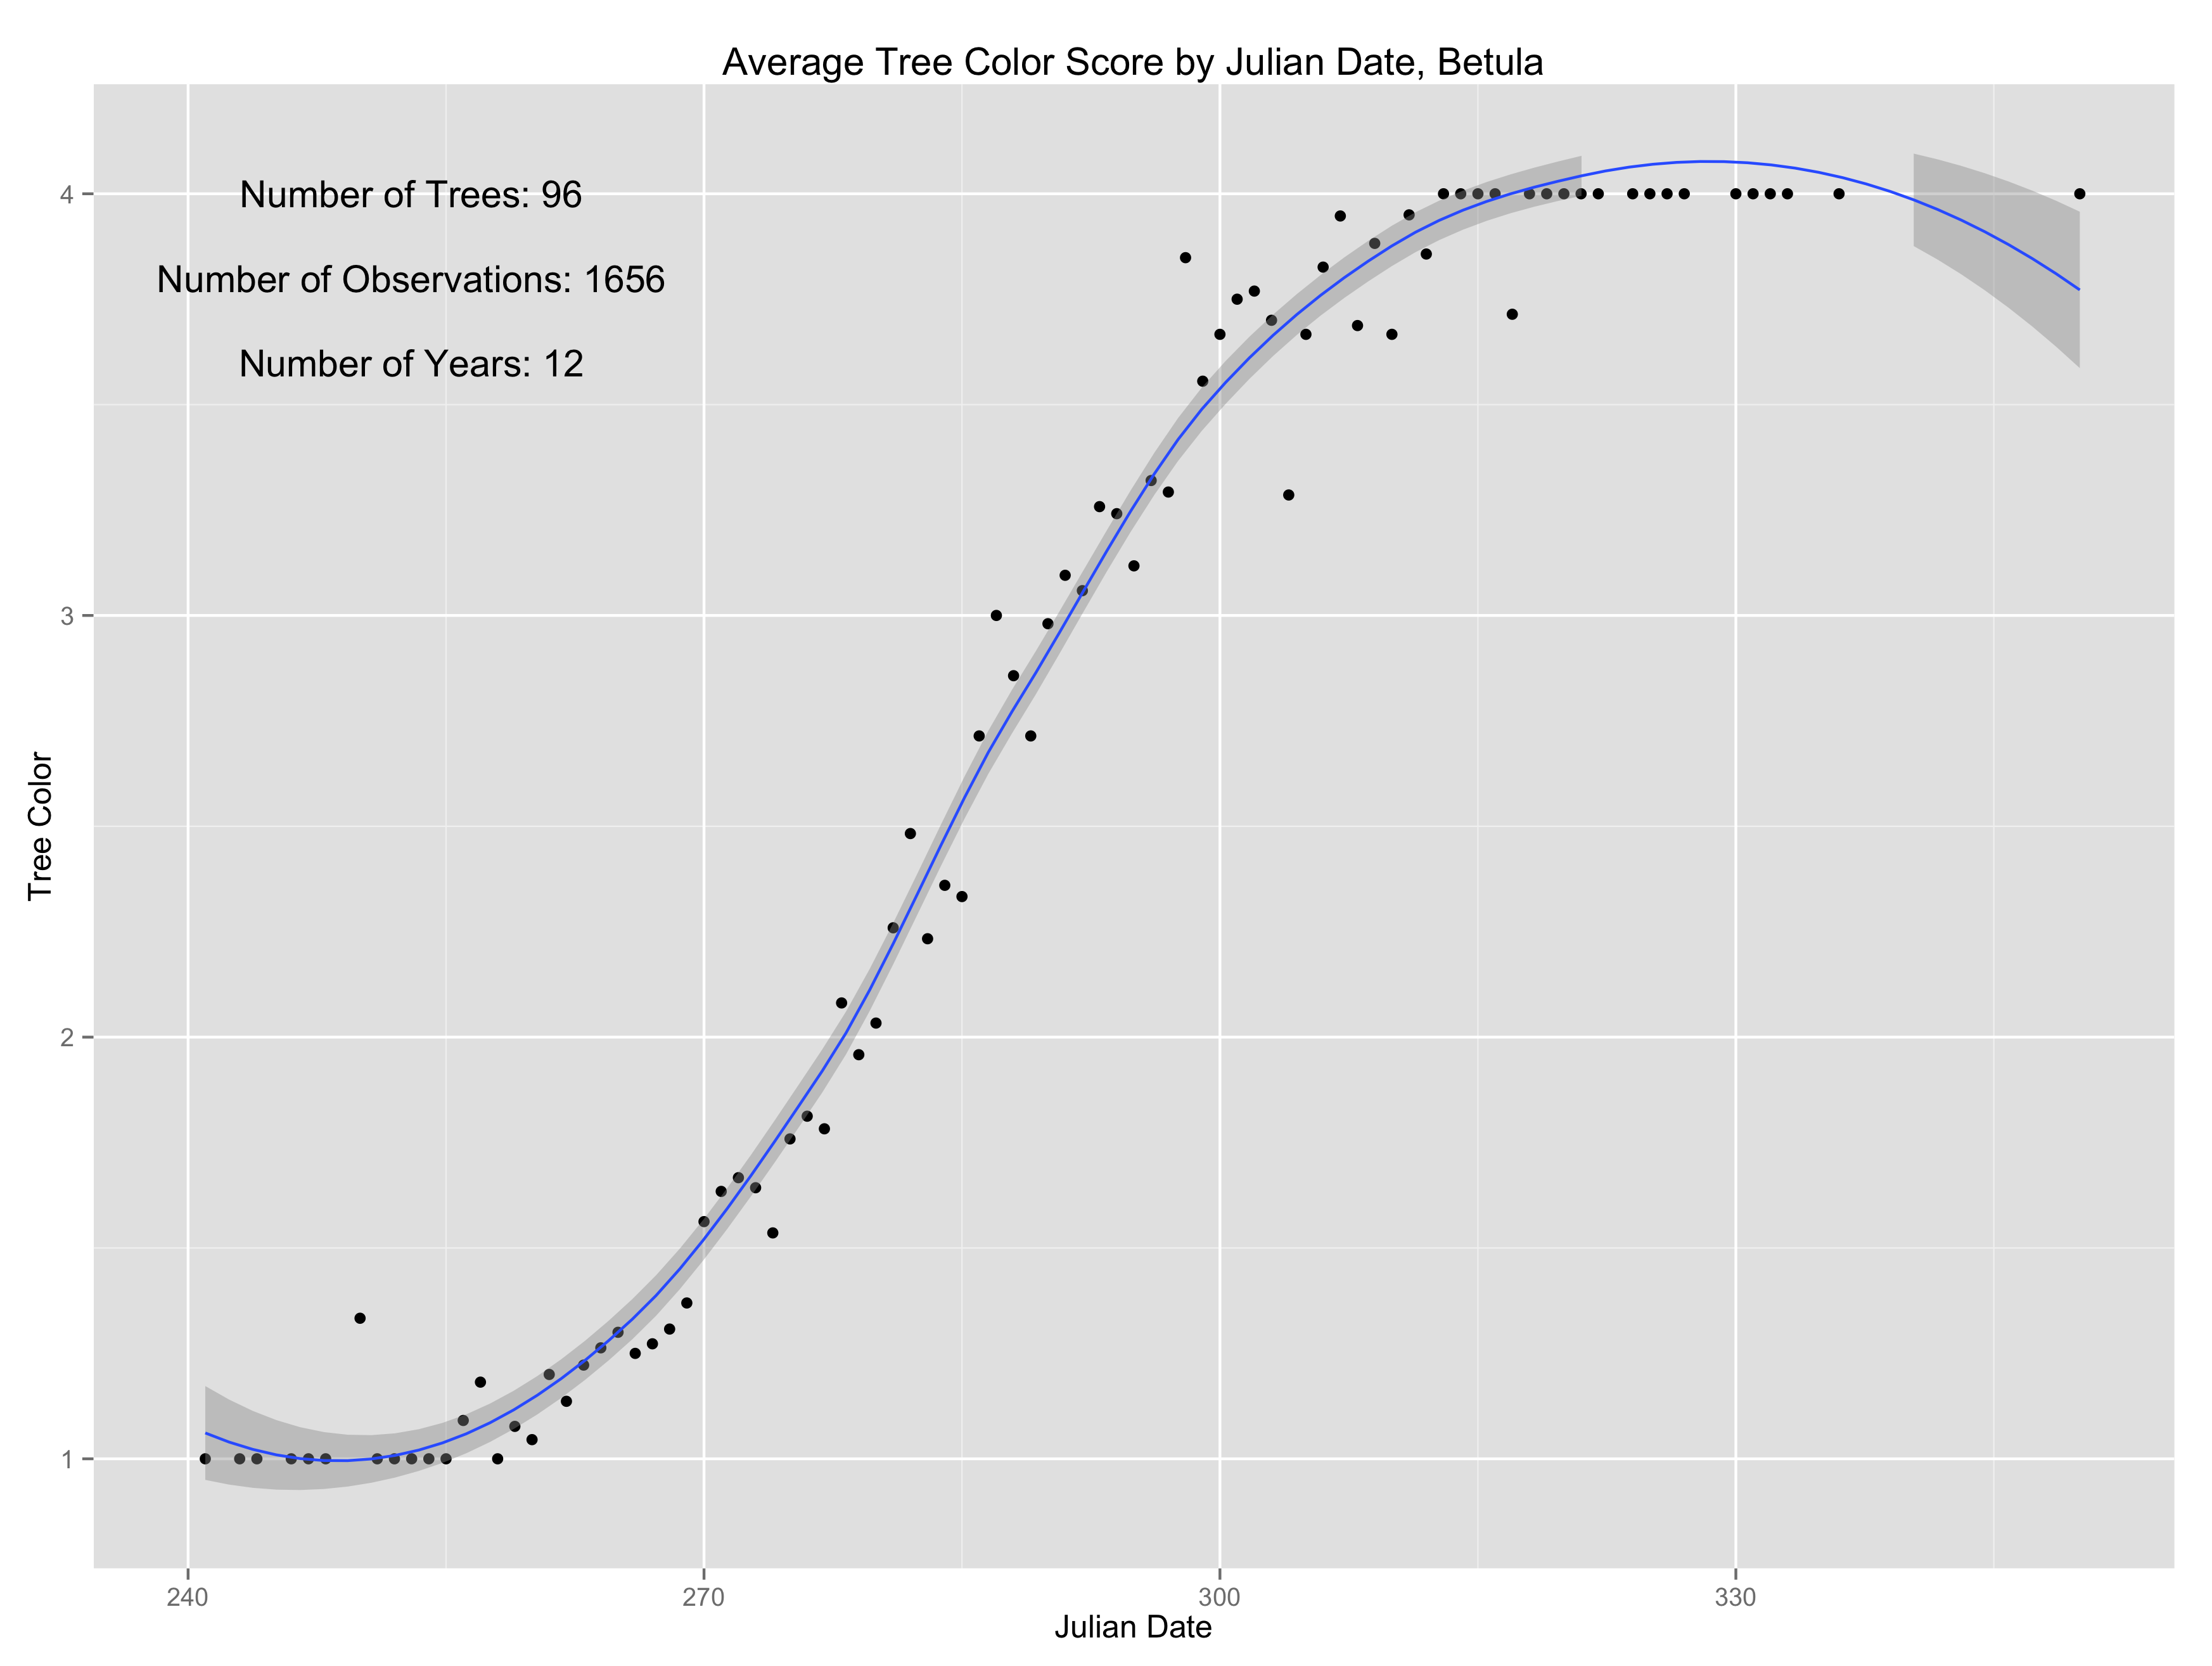 Average Tree Color Score by Julian Date, Betula
Number of Trees: 96
Number of Observations: 1656
Number of Years: 12
Tree Color
4
3
2
1
240 270 300 330
Julian Date